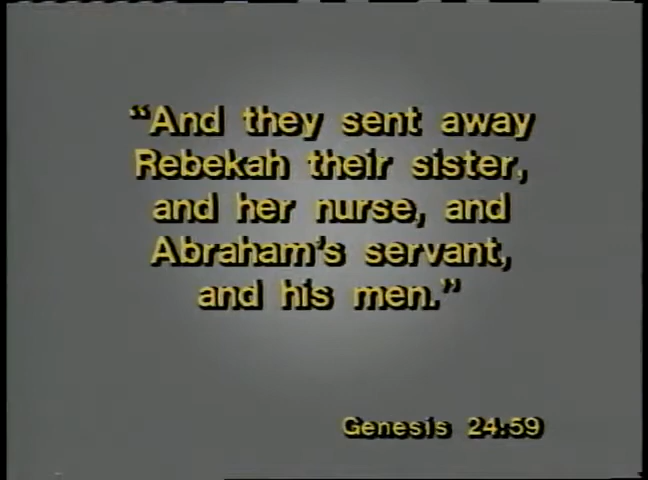 “And they sent away
Rebekah their sister,
and her nurse, and
Abraham's servant,
and his men.”
Genesis 24:59